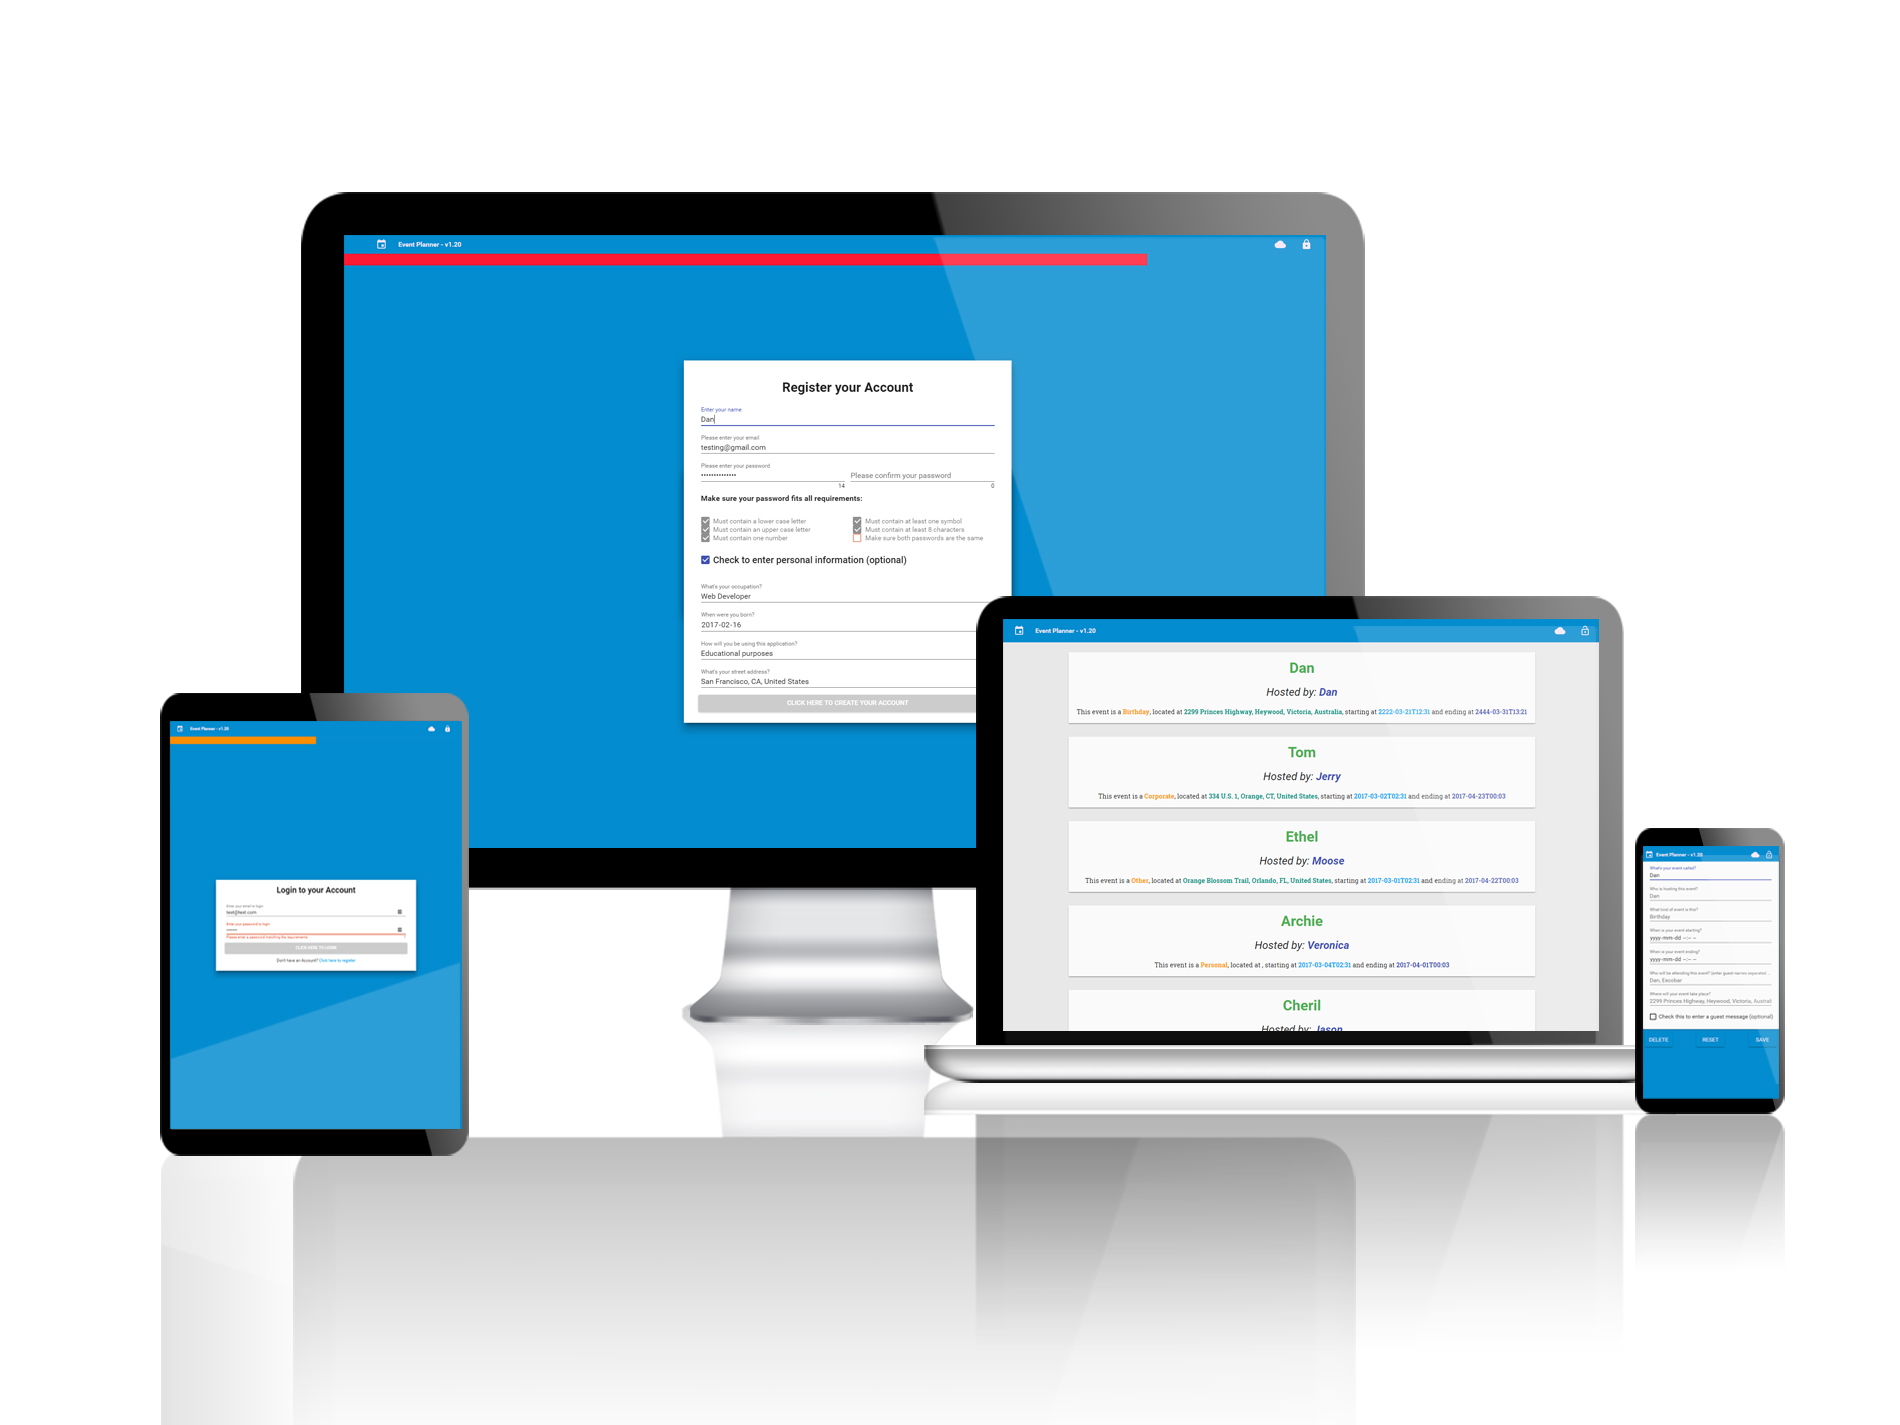 Event Planner - v1.20
Register your Account
Enter your name
Dan
Please enter your email
testing@gmail.com
Please enter your password
••••••••••••••
Please confirm your password
14
0
Make sure your password fits all requirements:
Must contain a lower case letter
Must contain an upper case letter
Must contain one number
Must contain at least one symbol
Must contain at least 8 characters
Make sure both passwords are the same
Check to enter personal information (optional)
What's your occupation?
Web Developer
When were you born?
2017-02-16
How will you be using this application?
Educational purposes
What's your street address?
San Francisco, CA, United States
CLICK HERE TO CREATE YOUR ACCOUNT
Event Planner - v1.20
Login to your Account
Enter your email to login
test@test.com
Enter your password to login
Please enter a password matching the requirements
CLICK HERE TO LOGIN
Don't have an Account? Click here to register
Event Planner - v1.20
Dan
Hosted by: Dan
This event is a Birthday, located at 2299 Princes Highway, Heywood, Victoria, Australia, starting at 2222-03-21T12:31 and ending at 2444-03-31T13:21
Tom
Hosted by: Jerry
This event is a Corporate, located at 334 U.S. 1, Orange, CT, United States, starting at 2017-03-02T02:31 and ending at 2017-04-23T00:03
Ethel
Hosted by: Moose
This event is a Other, located at Orange Blossom Trail, Orlando, FL, United States, starting at 2017-03-01T02:31 and ending at 2017-04-22T00:03
Archie
Hosted by: Veronica
This event is a Personal, located at , starting at 2017-03-04T02:31 and ending at 2017-04-01T00:03
Cheril
Hosted by: Jason
Event Planner - v1.20
What's your event called?
Dan
Who is hosting this event?
Dan
What kind of event is this?
Birthday
When is your event starting?
yyyy-mm-dd --:-- --
When is your event ending?
yyyy-mm-dd --:-- --
Who will be attending this event? (enter guest names separated ...
Dan, Escobar
Where will your event take place?
2299 Princes Highway, Heywood, Victoria, Australi
Check this to enter a guest message (optional)
DELETE
RESET
SAVE